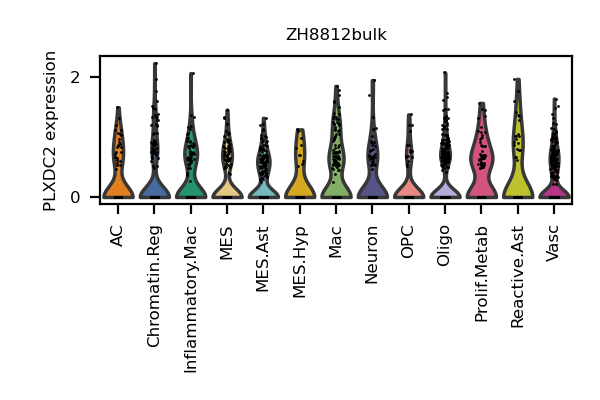 ZH8812bulk
PLXDC2 expression
2
0
AC
Chromatin.Reg
Inflammatory.Mac
MES
MES.Ast
MES.Hyp
Mac
Neuron
OPC
Oligo
Prolif.Metab
Reactive.Ast
Vasc